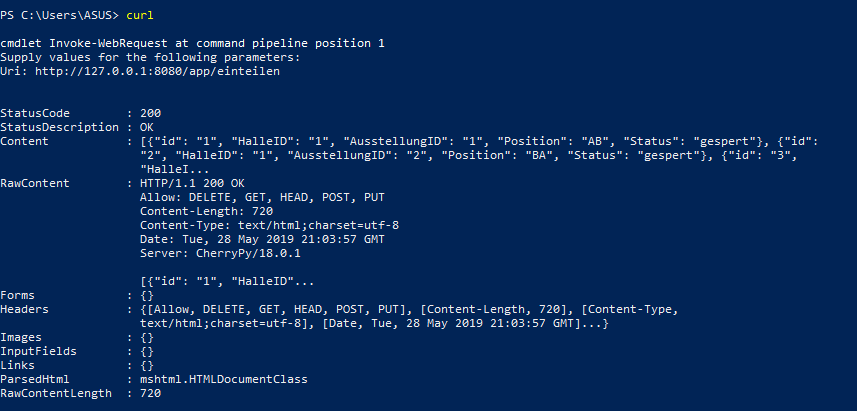 PS C:\Users\ASUS> curl
cmdlet Invoke-WebRequest at command pipeline position 1
Supply values for the following parameters:
Uri: http://127.0.0.1:8080/app/einteilen
StatusCode : 200
StatusDescription : OK
Content : [{"id": "1", "HalleID": "1", "AusstellungID": "1", "Position": "AB", "Status": "gespert"}, {"id":
"2", "HalleID": "1", "AusstellungID": "2", "Position": "BA", "Status": "gespert"}, {"id": "3",
"HalleI...
RawContent : HTTP/1.1 200 OK
Allow: DELETE, GET, HEAD, POST, PUT
Content-Length: 720
Content-Type: text/html;charset=utf-8
Date: Tue, 28 May 2019 21:03:57 GMT
Server: CherryPy/18.0.1
[{"id": "1", "HalleID"...
Forms : {}
Headers : {[Allow, DELETE, GET, HEAD, POST, PUT], [Content-Length, 720], [Content-Type,
text/html;charset=utf-8], [Date, Tue, 28 May 2019 21:03:57 GMT]...}
Images : {}
InputFields : {}
Links : {}
ParsedHtml : mshtml.HTMLDocumentClass
RawContentLength : 720